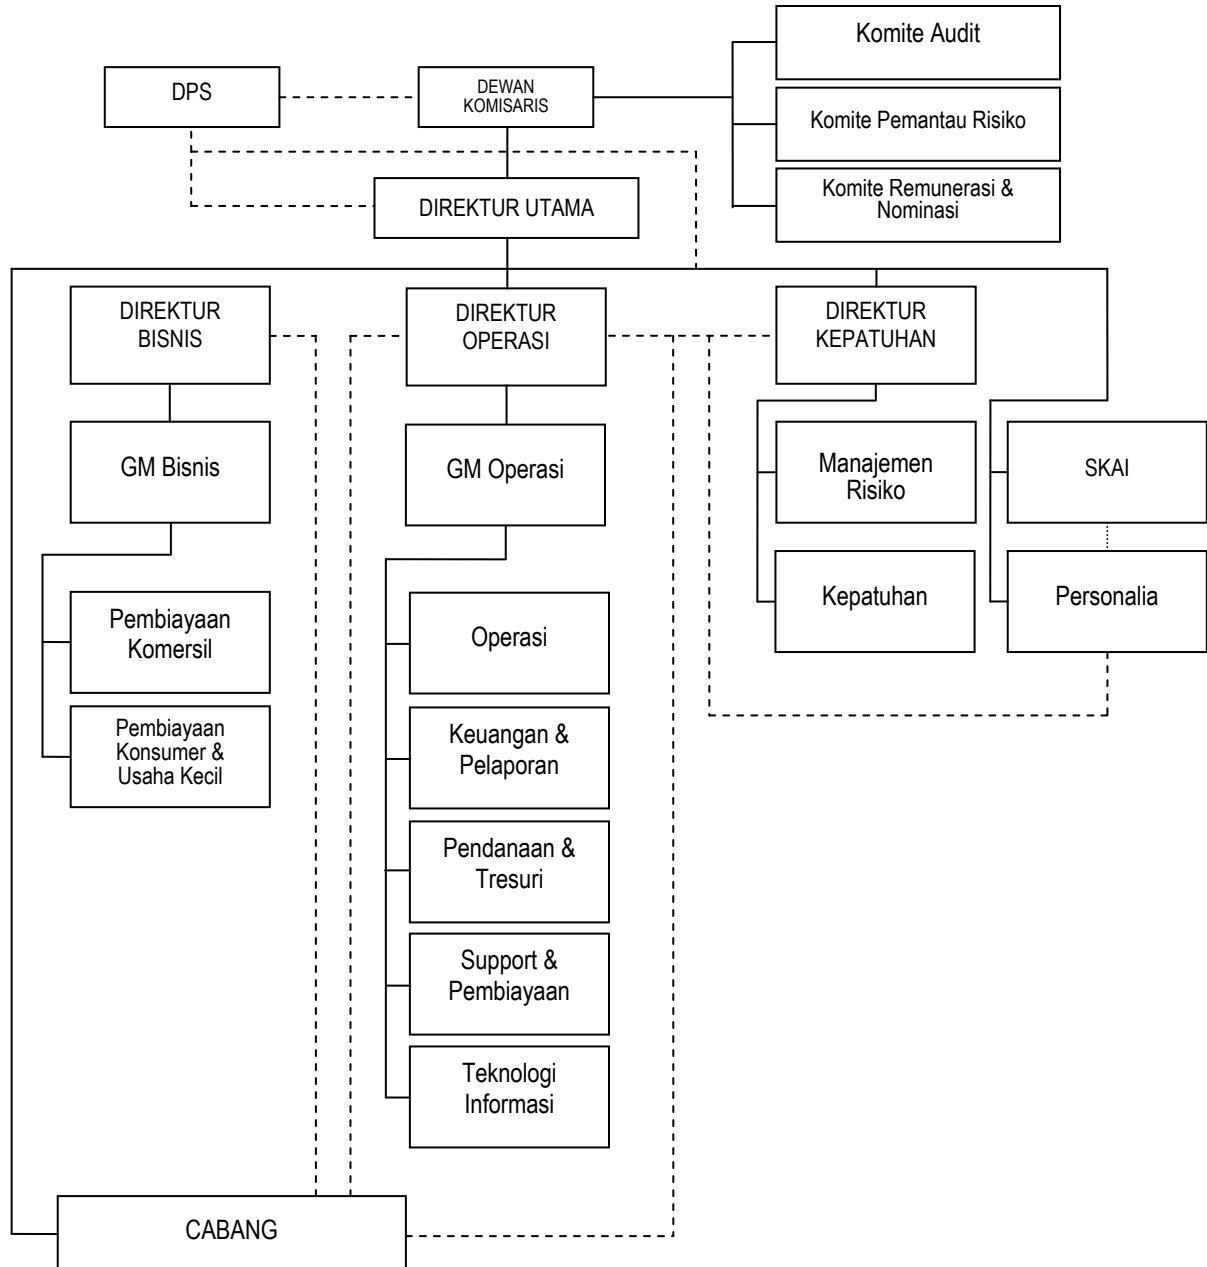 Komite Audit
DPS
DEWAN
KOMISARIS
Komite Pemantau Risiko
Komite Remunerasi &
Nominasi
DIREKTUR UTAMA
DIREKTUR
BISNIS
DIREKTUR
OPERASI
DIREKTUR
KEPATUHAN
GM Bisnis
GM Operasi
Manajemen
Risiko
SKAI
Pembiayaan
Komersil
Operasi
Kepatuhan
Personalia
Pembiayaan
Konsumer &
Usaha Kecil
Keuangan &
Pelaporan
Pendanaan &
Tresuri
Support &
Pembiayaan
Teknologi
Informasi
CABANG